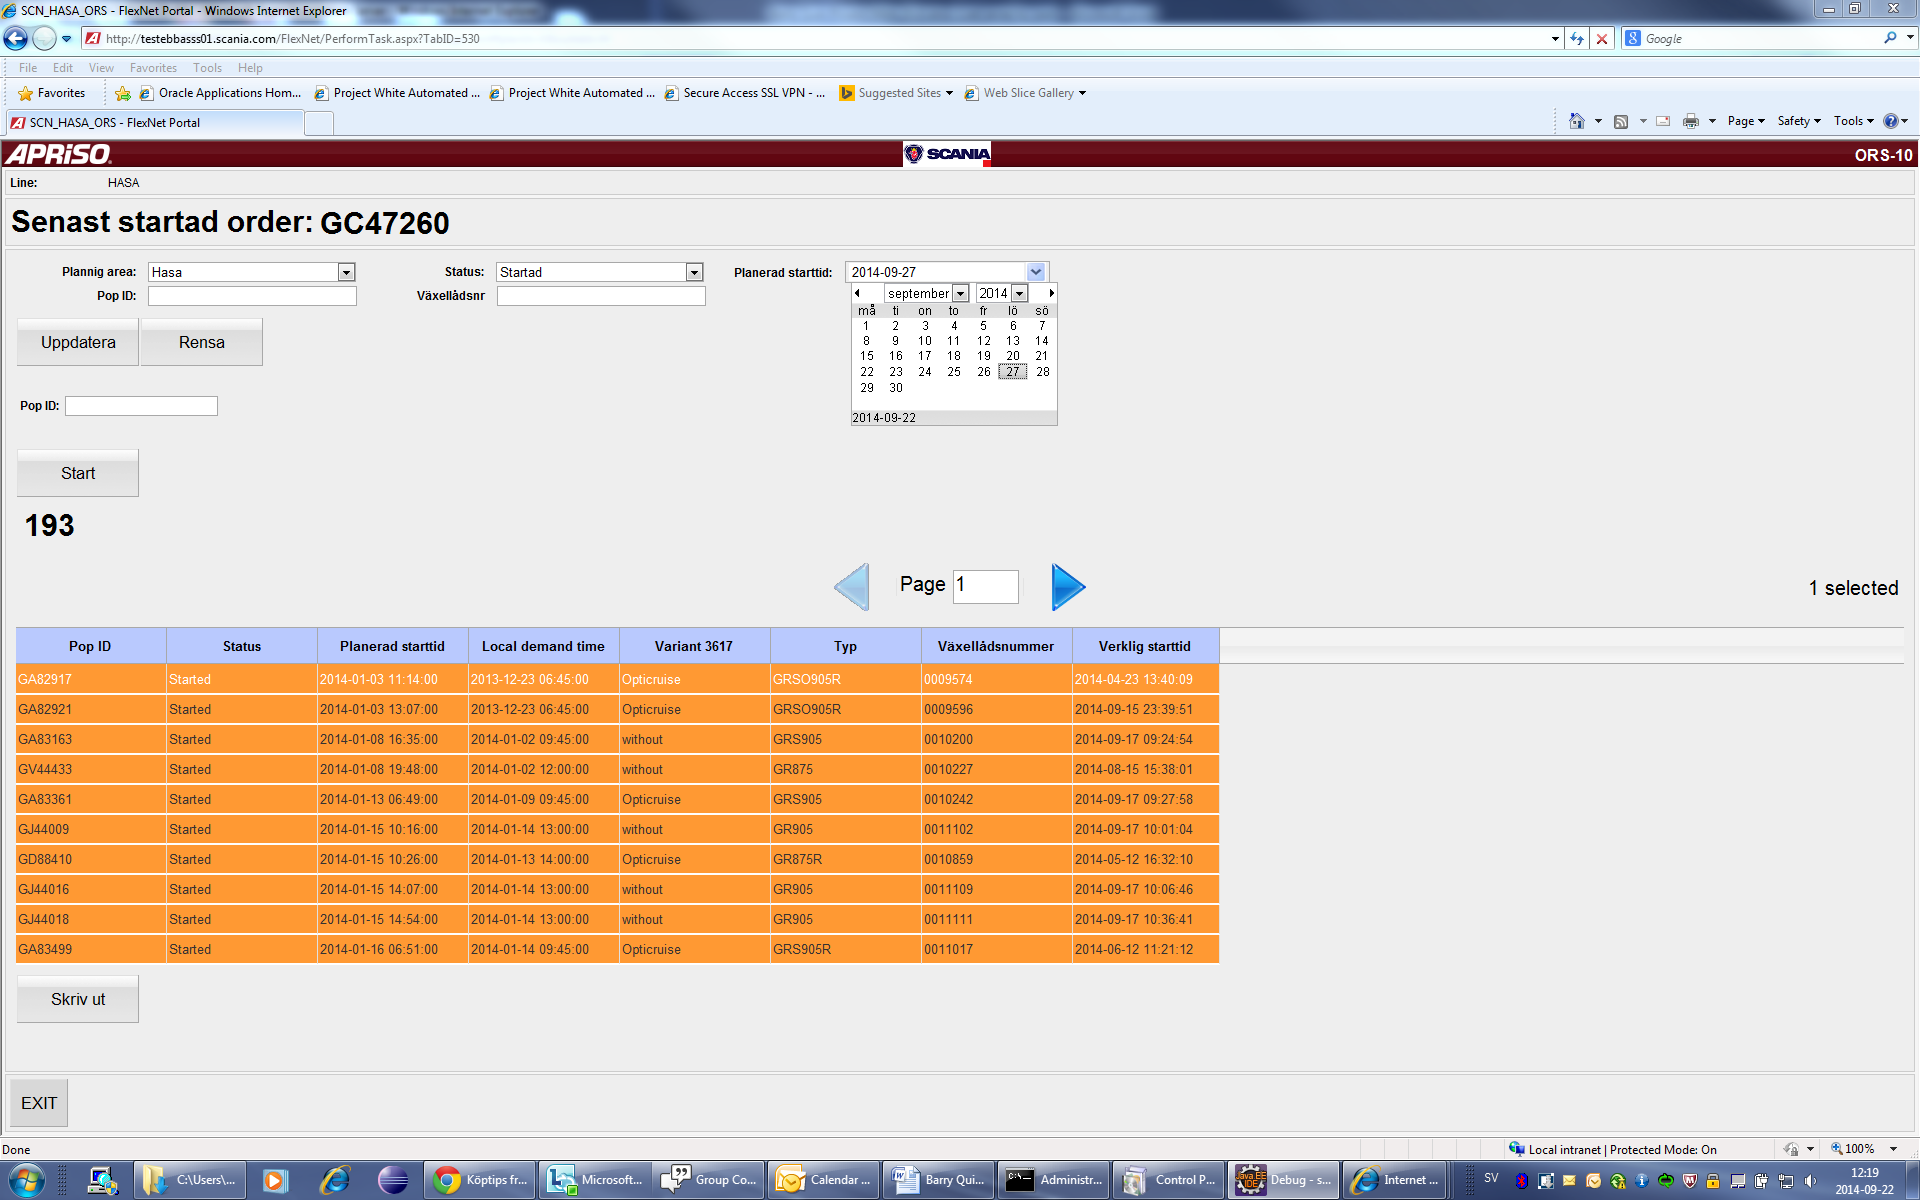 SCN_HASA_ORS - FlexNet Portal - Windows Internet Explorer
http://testebbasss01.scania.com/FlexNet/PerformTask.aspx?TabID=530
Google
File Edit View Favorites Tools Help
Favorites Oracle Applications Hom... Project White Automated ... Project White Automated ... Secure Access SSL VPN - ... Suggested Sites Web Slice Gallery
SCN_HASA_ORS - FlexNet Portal
Page Safety Tools
APRISO. SCANIA ORS-10
Line: HASA
Senast startad order: GC47260
Plannig area: Hasa Status: Startad Planerad starttid: 2014-09-27
Pop ID: Växellådsnr
september 2014
må ti on to fr lö sö
1 2 3 4 5 6 7
8 9 10 11 12 13 14
15 16 17 18 19 20 21
22 23 24 25 26 27 28
29 30
2014-09-22
Uppdatera Rensa
Pop ID:
Start
193
Page 1
1 selected
Pop ID Status Planerad starttid Local demand time Variant 3617 Typ Växellådsnummer Verklig starttid
GA82917 Started 2014-01-03 11:14:00 2013-12-23 06:45:00 Opticruise GRSO905R 0009574 2014-04-23 13:40:09
GA82921 Started 2014-01-03 13:07:00 2013-12-23 06:45:00 Opticruise GRSO905R 0009596 2014-09-15 23:39:51
GA83163 Started 2014-01-08 16:35:00 2014-01-02 09:45:00 without GRS905 0010200 2014-09-17 09:24:54
GV44433 Started 2014-01-08 19:48:00 2014-01-02 12:00:00 without GR875 0010227 2014-08-15 15:38:01
GA83361 Started 2014-01-13 06:49:00 2014-01-09 09:45:00 Opticruise GRS905 0010242 2014-09-17 09:27:58
GJ44009 Started 2014-01-15 10:16:00 2014-01-14 13:00:00 without GR905 0011102 2014-09-17 10:01:04
GD88410 Started 2014-01-15 10:26:00 2014-01-13 14:00:00 Opticruise GR875R 0010859 2014-05-12 16:32:10
GJ44016 Started 2014-01-15 14:07:00 2014-01-14 13:00:00 without GR905 0011109 2014-09-17 10:06:46
GJ44018 Started 2014-01-15 14:54:00 2014-01-14 13:00:00 without GR905 0011111 2014-09-17 10:36:41
GA83499 Started 2014-01-16 06:51:00 2014-01-14 09:45:00 Opticruise GRS905R 0011017 2014-06-12 11:21:12
Skriv ut
EXIT
Done Local intranet | Protected Mode: On 100%
C:\Users\... Köptips fr... Microsoft... Group Co... Calendar ... Barry Qui... Administr... Control P... Debug - s... Internet ... SV 12:19
2014-09-22